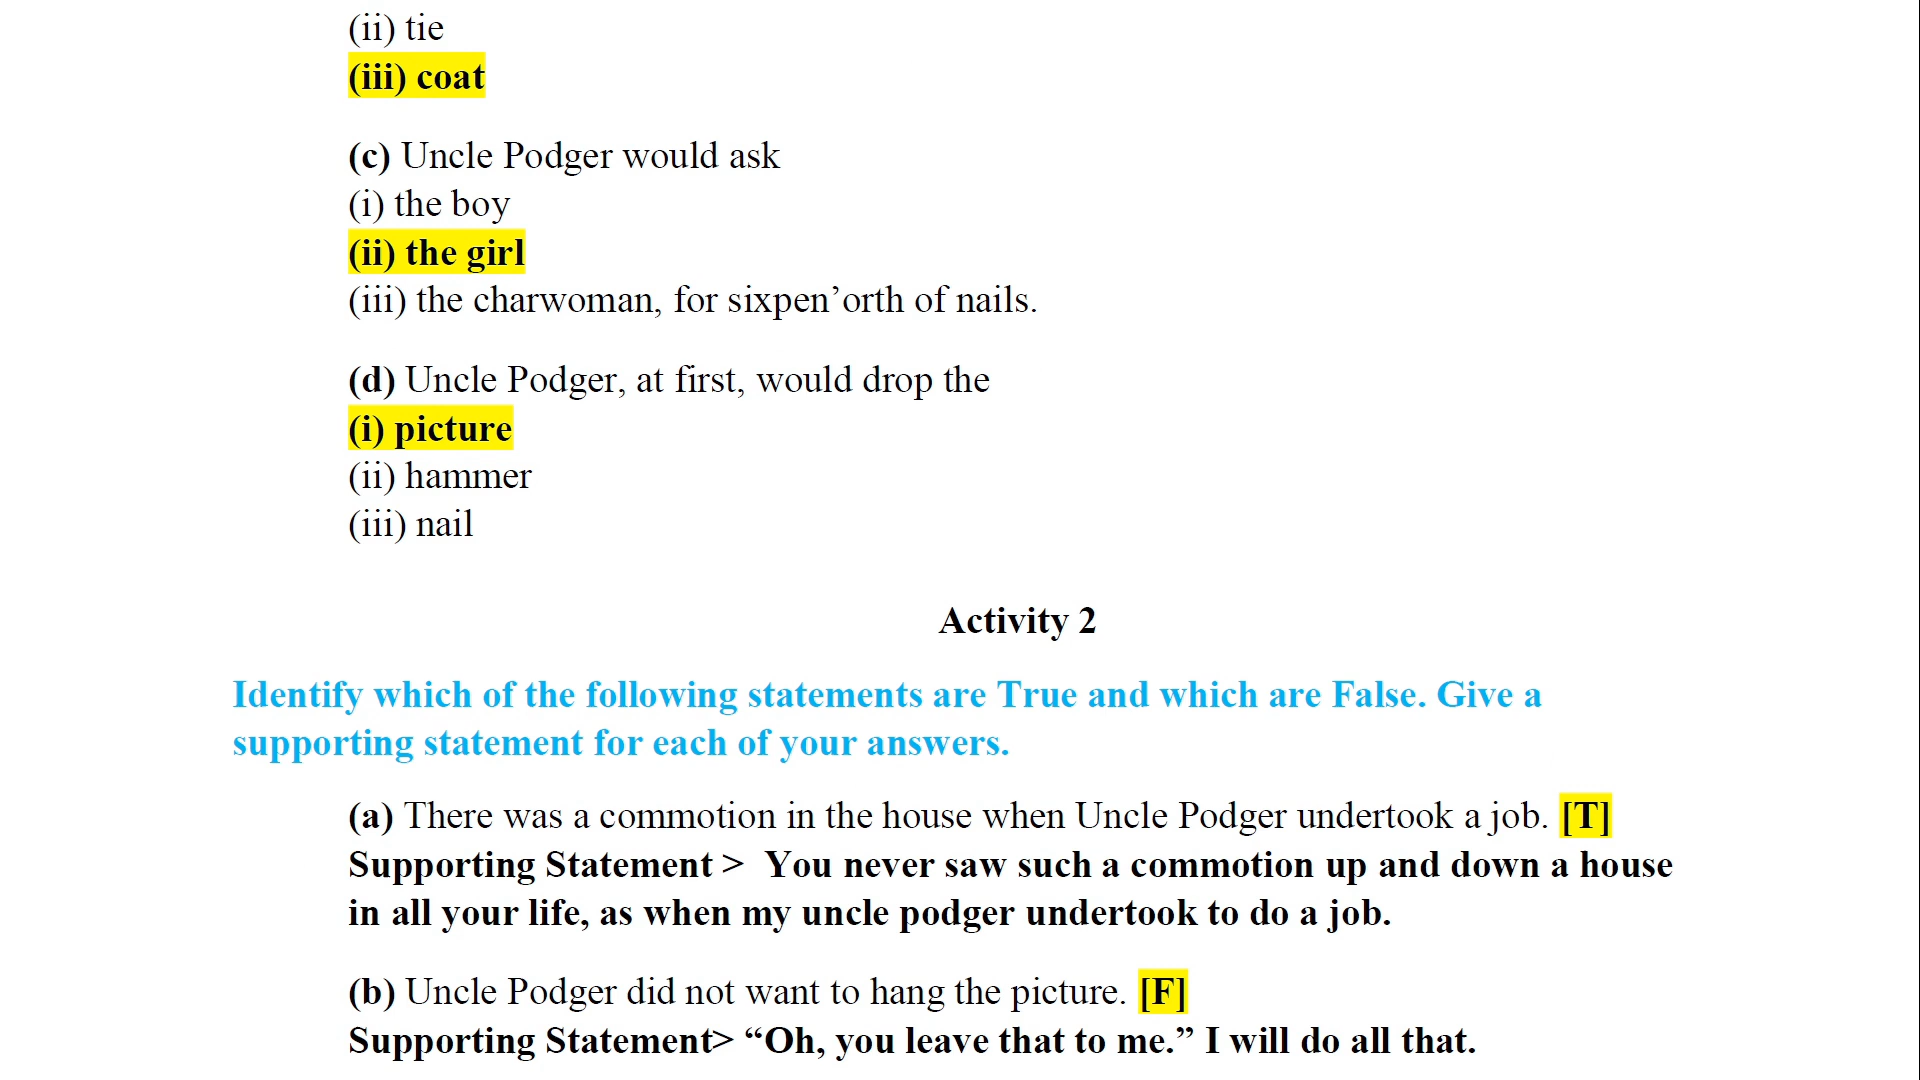 (ii) tie
(iii) coat
(c) Uncle Podger would ask
(i) the boy
(ii) the girl
(iii) the charwoman, for sixpen’orth of nails.
(d) Uncle Podger, at first, would drop the
(i) picture
(ii) hammer
(iii) nail
Activity 2
Identify which of the following statements are True and which are False. Give a
supporting statement for each of your answers.
(a) There was a commotion in the house when Uncle Podger undertook a job. [T]
Supporting Statement > You never saw such a commotion up and down a house
in all your life, as when my uncle podger undertook to do a job.
(b) Uncle Podger did not want to hang the picture. [F]
Supporting Statement> “Oh, you leave that to me.” I will do all that.